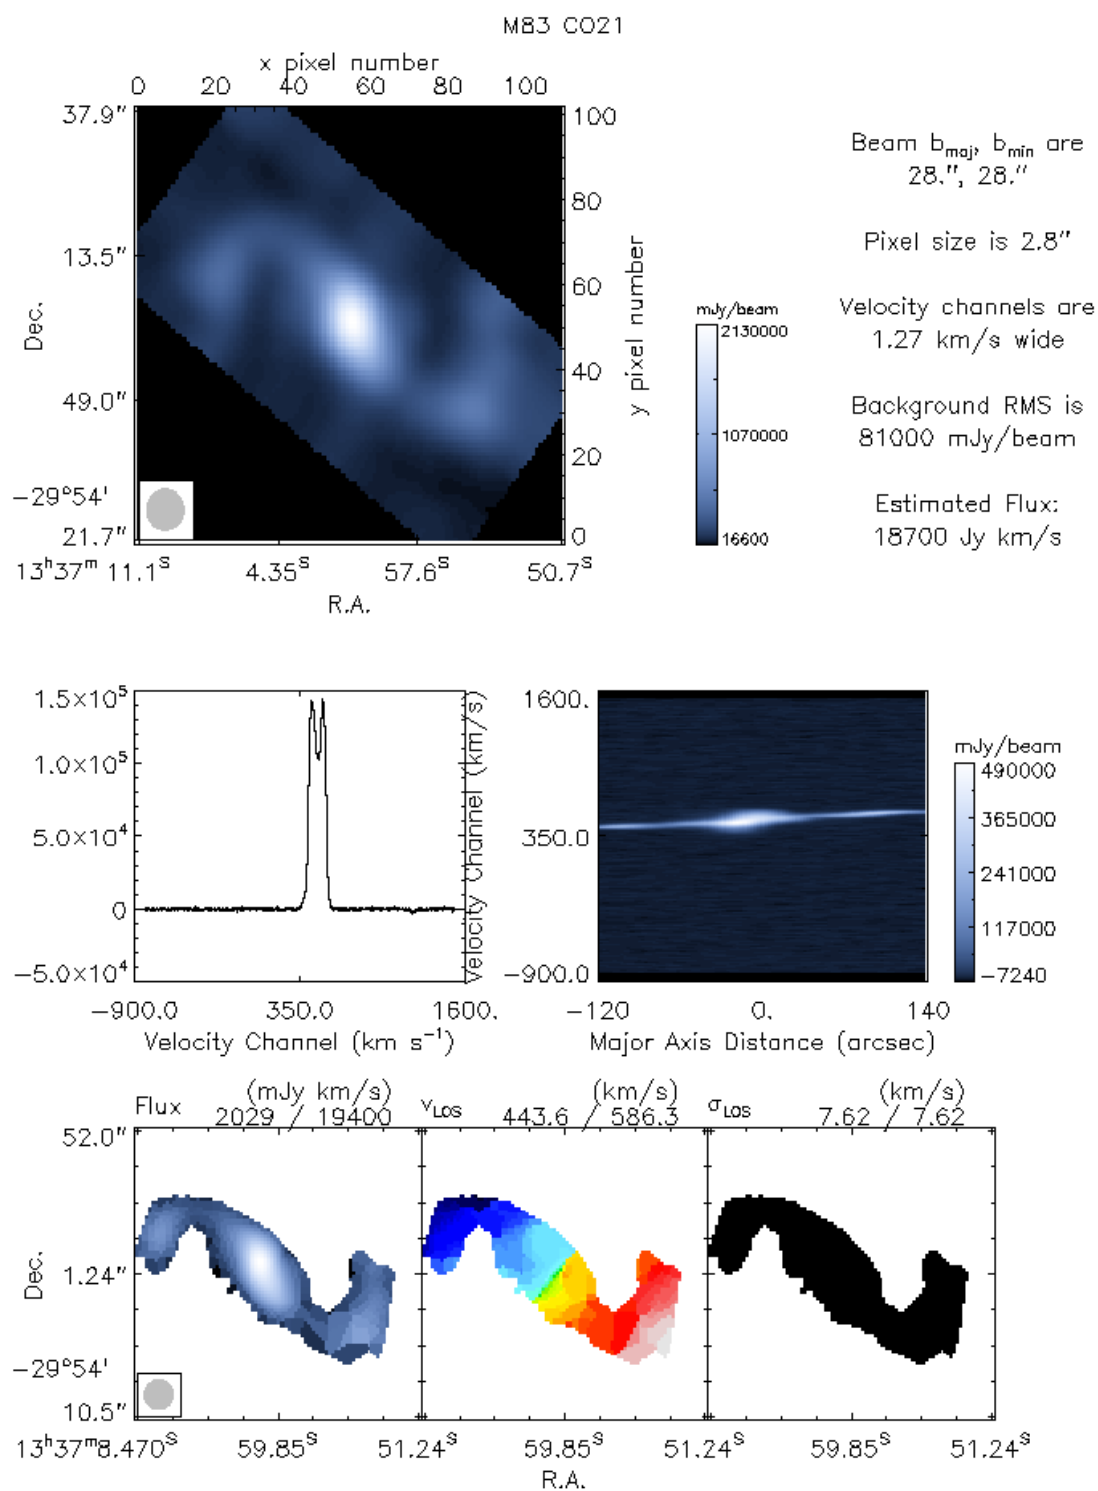 M83 CO21
x pixel number
0 20 40 60 80 100
37.9"
13.5"
49.0"
-29°54'
21.7"
Dec.
100
80
60
40
20
0
y pixel number
13h37m 11.1S 4.35S 57.6S 50.7S
R.A.
mJy/beam
2130000
1070000
16600
Beam bmaj, bmin are
28.", 28."
Pixel size is 2.8"
Velocity channels are
1.27 km/s wide
Background RMS is
81000 mJy/beam
Estimated Flux:
18700 Jy km/s
1.5×10⁵
1.0×10⁵
5.0×10⁴
0
-5.0×10⁴
-900.0 350.0 1600.
Velocity Channel (km s⁻¹)
Velocity Channel (km/s)
1600.
350.0
-900.0
-120 0. 140
Major Axis Distance (arcsec)
mJy/beam
490000
365000
241000
117000
-7240
Flux (mJy km/s)
2029 / 19400
vLOS (km/s)
443.6 / 586.3
σLOS (km/s)
7.62 / 7.62
52.0"
1.24"
-29°54'
10.5"
Dec.
13h37m8.470S 59.85S 51.24S 59.85S 51.24S 59.85S 51.24S
R.A.